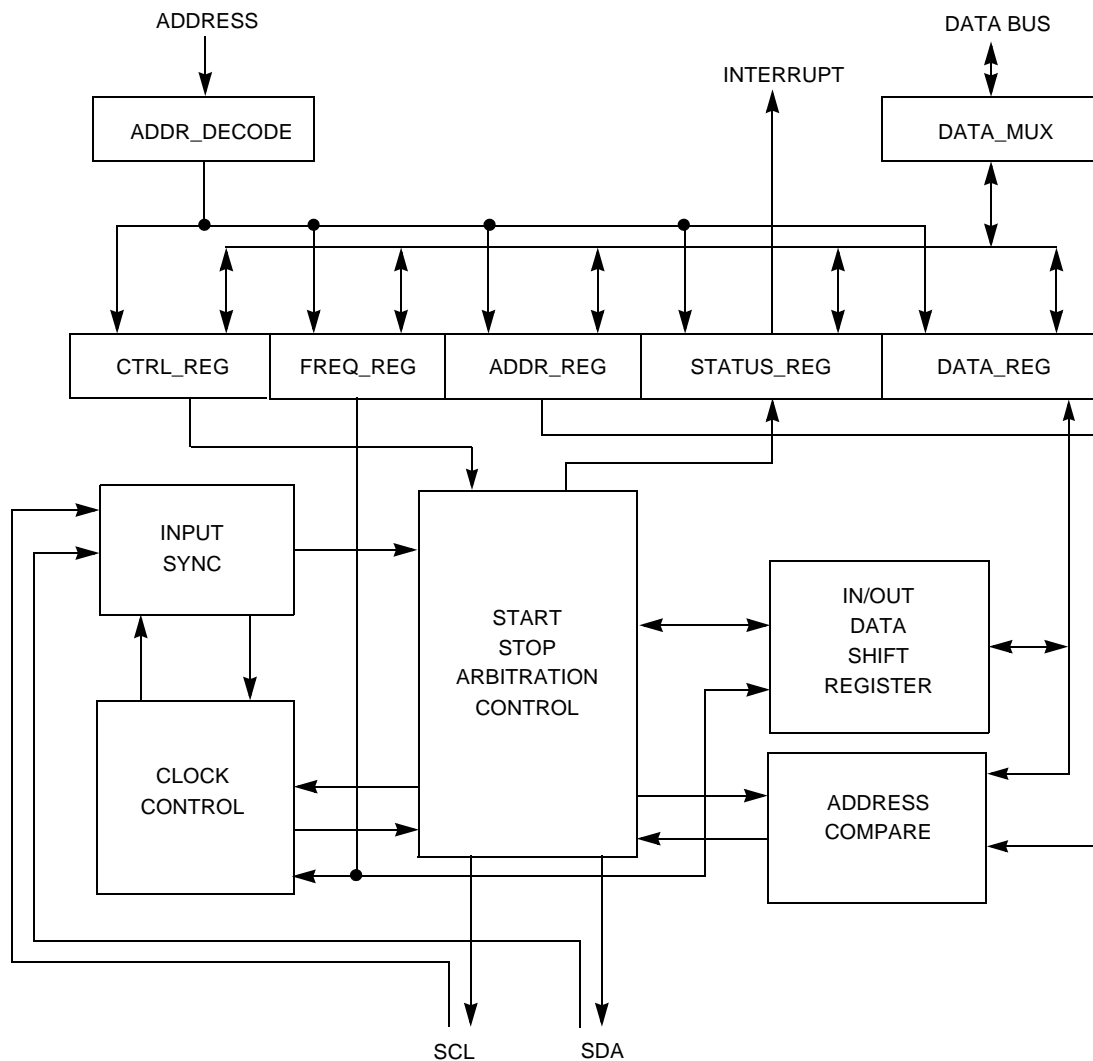 ADDRESS
DATA BUS
INTERRUPT
ADDR_DECODE
DATA_MUX
CTRL_REG
FREQ_REG
ADDR_REG
STATUS_REG
DATA_REG
INPUT
SYNC
START
STOP
ARBITRATION
CONTROL
IN/OUT
DATA
SHIFT
REGISTER
CLOCK
CONTROL
ADDRESS
COMPARE
SCL
SDA